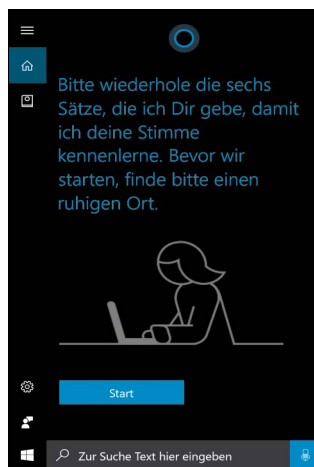 Bitte wiederhole die sechs
Sätze, die ich Dir gebe, damit
ich deine Stimme
kennenlerne. Bevor wir
starten, finde bitte einen
ruhigen Ort.
Start
Zur Suche Text hier eingeben